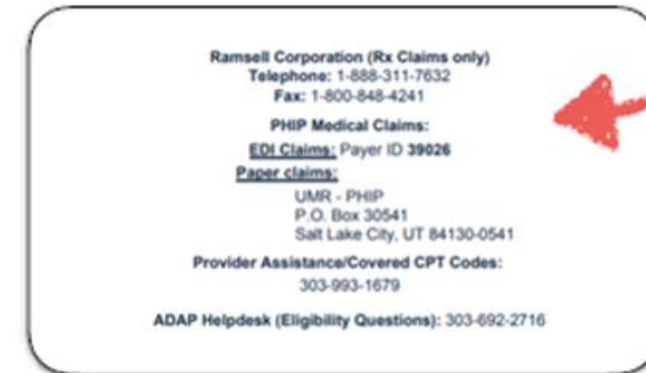 Ramsell Corporation (Rx Claims only)
Telephone: 1-888-311-7632
Fax: 1-800-848-4241
PHIP Medical Claims:
EDI Claims: Payer ID 39026
Paper claims:
UMR - PHIP
P.O. Box 30541
Salt Lake City, UT 84130-0541
Provider Assistance/Covered CPT Codes:
303-993-1679
ADAP Helpdesk (Eligibility Questions): 303-692-2716